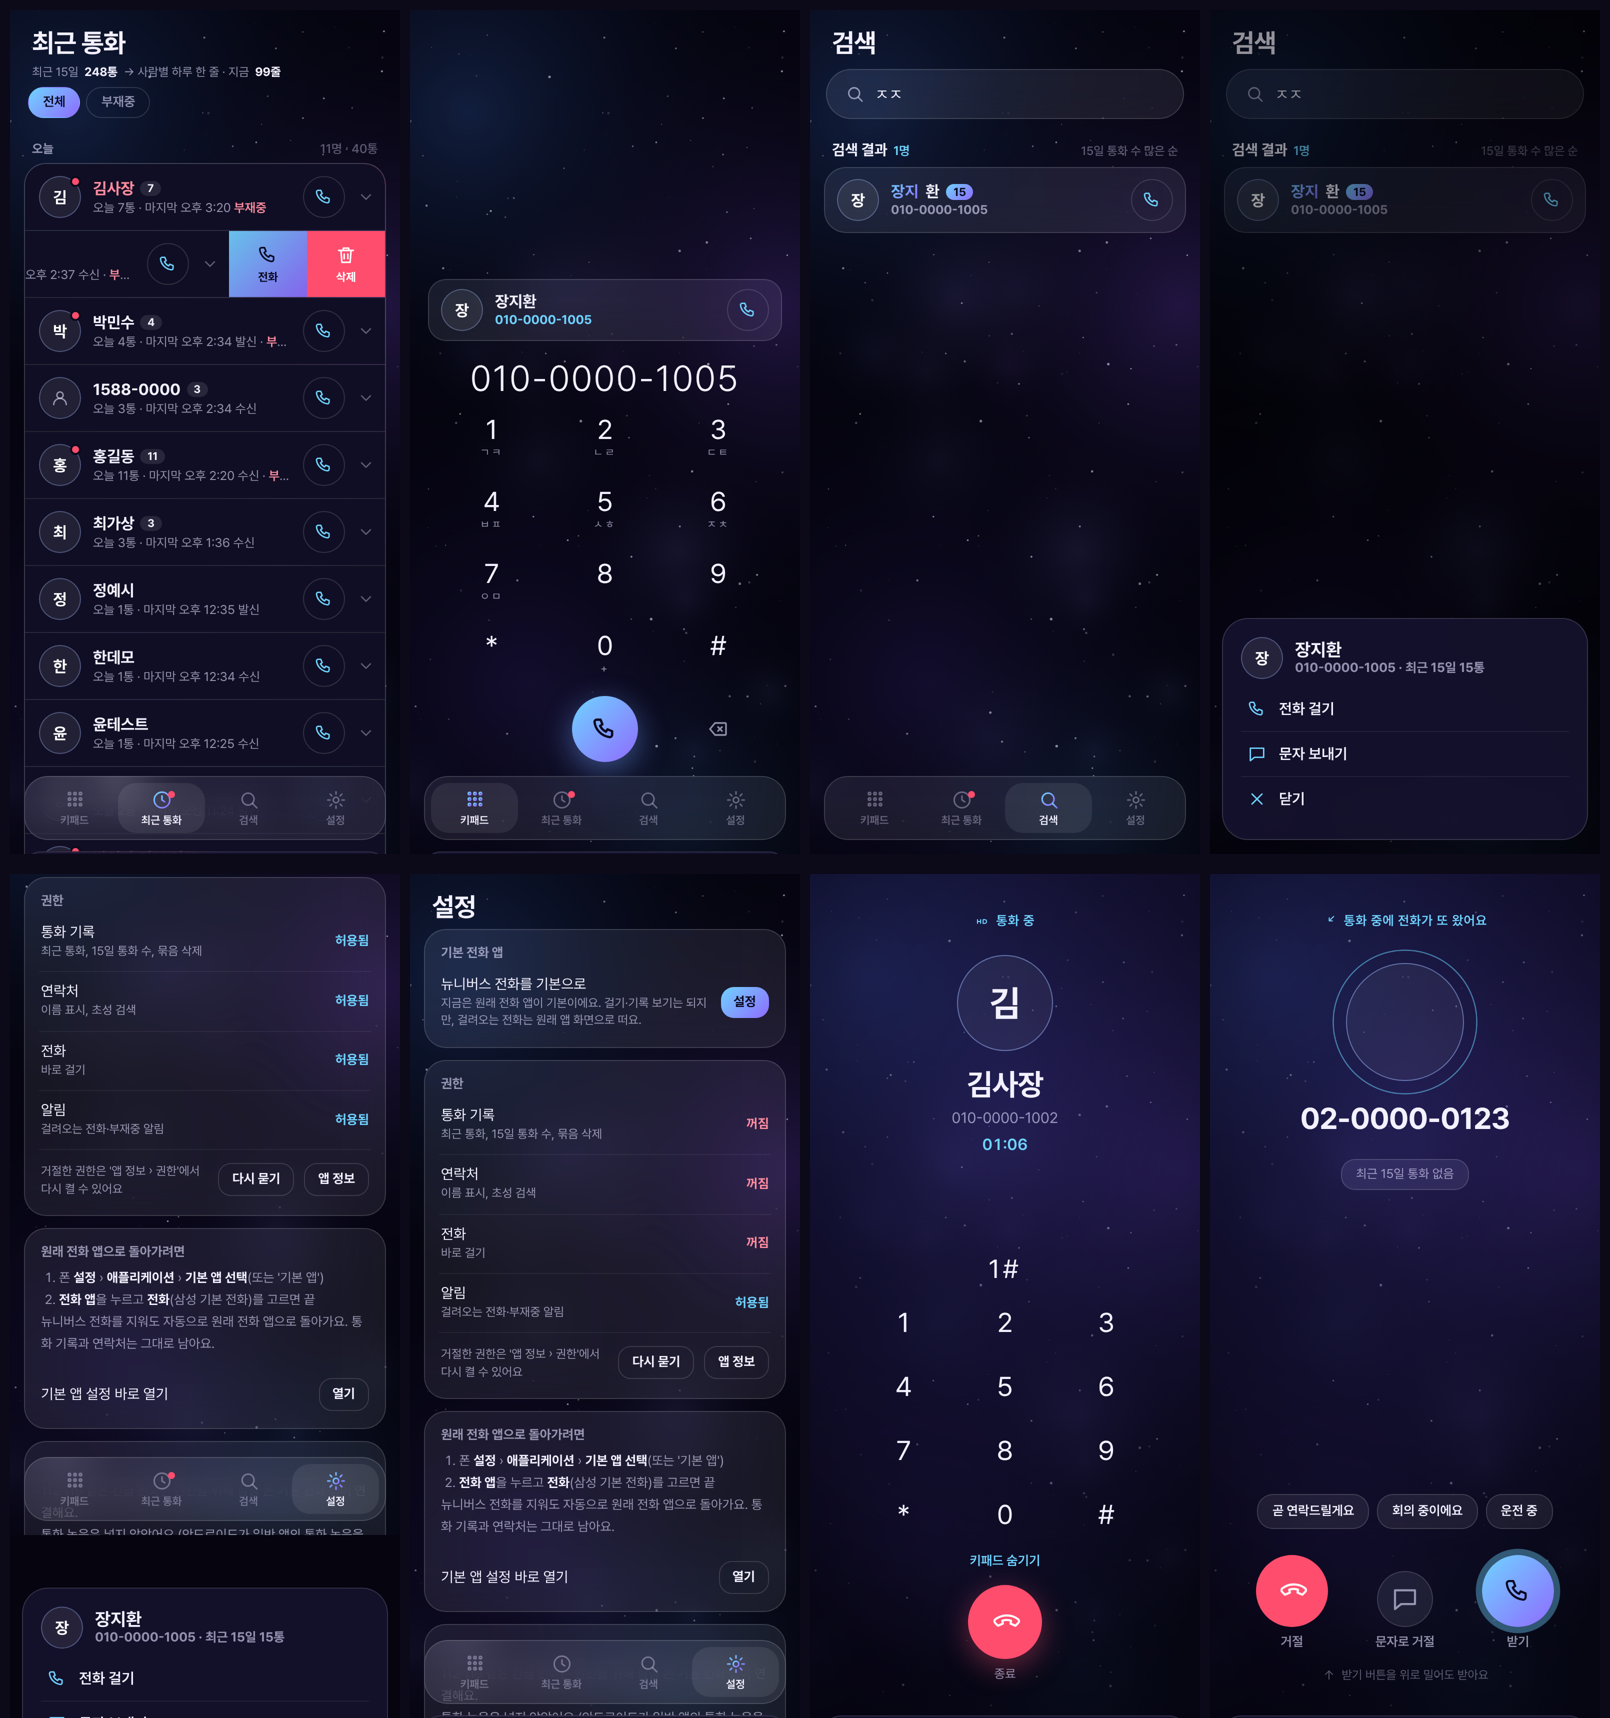 최근 통화
최근 15일 248통 → 사람별 하루 한 줄 · 지금 99줄
전체
부재중
오늘
11명 · 40통
김
김사장 7
오늘 7통 · 마지막 오후 3:20 부재중
오후 2:37 수신 · 부...
전화
삭제
박
박민수 4
오늘 4통 · 마지막 오후 2:34 발신 · 부...
1588-0000 3
오늘 3통 · 마지막 오후 2:34 수신
홍
홍길동 11
오늘 11통 · 마지막 오후 2:20 수신 · 부...
최
최가상 3
오늘 3통 · 마지막 오후 1:36 수신
정
정예시
오늘 1통 · 마지막 오후 12:35 발신
한
한데모
오늘 1통 · 마지막 오후 12:34 수신
윤
윤테스트
오늘 1통 · 마지막 오후 12:25 수신
키패드
최근 통화
검색
설정
장
장지환
010-0000-1005
010-0000-1005
1
2
3
ㄱㅋ
ㄴㄹ
ㄷㅌ
4
5
6
ㅂㅍ
ㅅㅎ
ㅈㅊ
7
8
9
ㅇㅁ
*
0
#
+
키패드
최근 통화
검색
설정
검색
ㅈㅈ
검색 결과 1명
15일 통화 수 많은 순
장
장지 환 15
010-0000-1005
키패드
최근 통화
검색
설정
검색
ㅈㅈ
검색 결과 1명
15일 통화 수 많은 순
장
장지 환 15
010-0000-1005
장
장지환
010-0000-1005 · 최근 15일 15통
전화 걸기
문자 보내기
닫기
권한
통화 기록
최근 통화, 15일 통화 수, 묶음 삭제
허용됨
연락처
이름 표시, 초성 검색
허용됨
전화
바로 걸기
허용됨
알림
걸려오는 전화·부재중 알림
허용됨
거절한 권한은 '앱 정보 › 권한'에서
다시 켤 수 있어요
다시 묻기
앱 정보
원래 전화 앱으로 돌아가려면
1. 폰 설정 › 애플리케이션 › 기본 앱 선택(또는 '기본 앱')
2. 전화 앱을 누르고 전화(삼성 기본 전화)를 고르면 끝
뉴니버스 전화를 지워도 자동으로 원래 전화 앱으로 돌아가요. 통
화 기록과 연락처는 그대로 남아요.
기본 앱 설정 바로 열기
열기
키패드
최근 통화
검색
설정
결해요.
장
장지환
010-0000-1005 · 최근 15일 15통
전화 걸기
설정
기본 전화 앱
뉴니버스 전화를 기본으로
지금은 원래 전화 앱이 기본이에요. 걸기·기록 보기는 되지
만, 걸려오는 전화는 원래 앱 화면으로 떠요.
설정
권한
통화 기록
최근 통화, 15일 통화 수, 묶음 삭제
꺼짐
연락처
이름 표시, 초성 검색
꺼짐
전화
바로 걸기
꺼짐
알림
걸려오는 전화·부재중 알림
허용됨
거절한 권한은 '앱 정보 › 권한'에서
다시 켤 수 있어요
다시 묻기
앱 정보
원래 전화 앱으로 돌아가려면
1. 폰 설정 › 애플리케이션 › 기본 앱 선택(또는 '기본 앱')
2. 전화 앱을 누르고 전화(삼성 기본 전화)를 고르면 끝
뉴니버스 전화를 지워도 자동으로 원래 전화 앱으로 돌아가요. 통
화 기록과 연락처는 그대로 남아요.
기본 앱 설정 바로 열기
열기
키패드
최근 통화
검색
설정
결해요.
HD 통화 중
김
김사장
010-0000-1002
01:06
1#
1
2
3
4
5
6
7
8
9
*
0
#
키패드 숨기기
종료
통화 중에 전화가 또 왔어요
02-0000-0123
최근 15일 통화 없음
곧 연락드릴게요
회의 중이에요
운전 중
거절
문자로 거절
받기
↑ 받기 버튼을 위로 밀어도 받아요